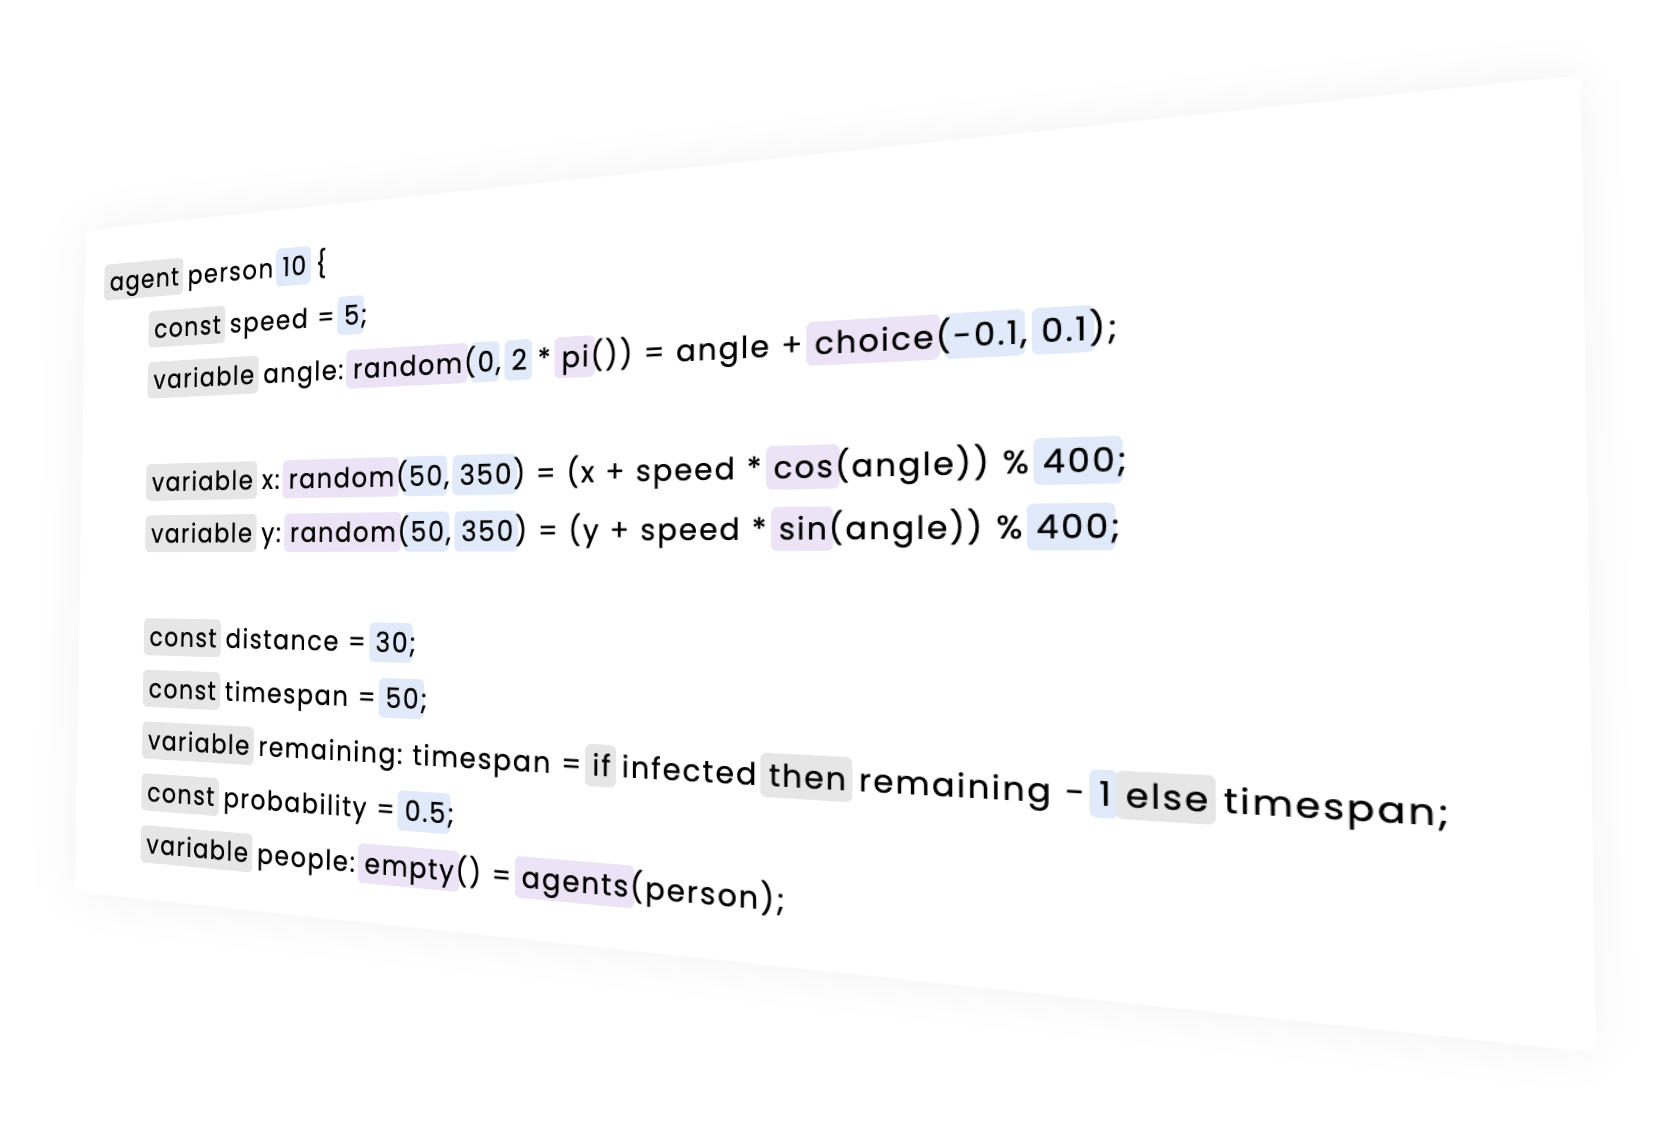 agent person 10 {
const speed = 5;
variable angle: random(0, 2 * pi()) = angle + choice(-0.1, 0.1);
variable x: random(50, 350) = (x + speed * cos(angle)) % 400;
variable y: random(50, 350) = (y + speed * sin(angle)) % 400;
const distance = 30;
const timespan = 50;
variable remaining: timespan = if infected then remaining - 1 else timespan;
const probability = 0.5;
variable people: empty() = agents(person);